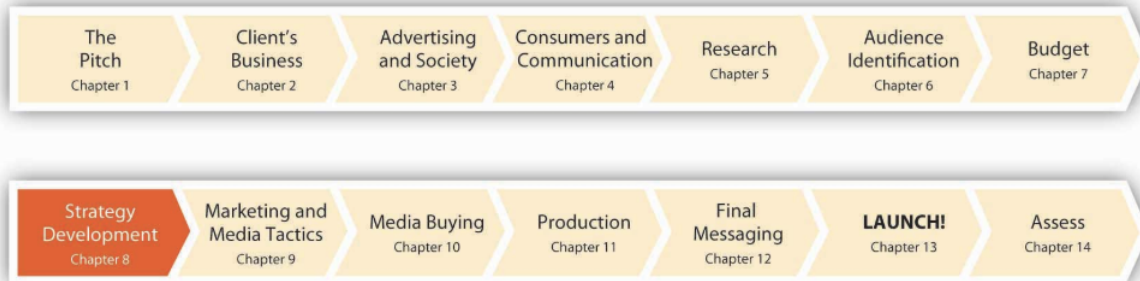 The
Pitch
Chapter 1
Client's
Business
Chapter 2
Advertising
and Society
Chapter 3
Consumers and
Communication
Chapter 4
Research
Chapter 5
Audience
Identification
Chapter 6
Budget
Chapter 7
Strategy
Development
Chapter 8
Marketing and
Media Tactics
Chapter 9
Media Buying
Chapter 10
Production
Chapter 11
Final
Messaging
Chapter 12
LAUNCH!
Chapter 13
Assess
Chapter 14